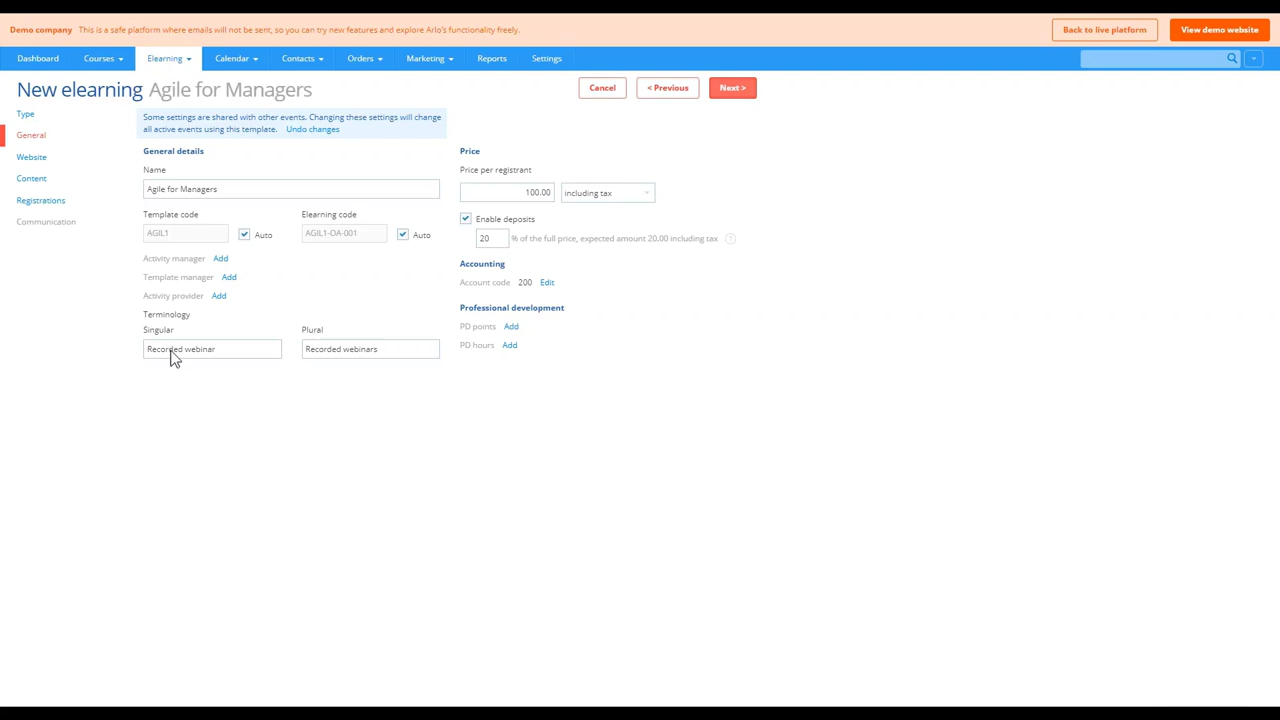 Demo company This is a safe platform where emails will not be sent, so you can try new features and explore Arlo's functionality freely. Back to live platform View demo website
Dashboard Courses Elearning Calendar Contacts Orders Marketing Reports Settings
New elearning Agile for Managers Cancel < Previous Next >
Type
General
Website
Content
Registrations
Communication
Some settings are shared with other events. Changing these settings will change
all active events using this template. Undo changes
General details
Name
Agile for Managers
Template code Elearning code
AGIL1 Auto AGIL1-OA-001 Auto
Activity manager Add
Template manager Add
Activity provider Add
Terminology
Singular Plural
Recorded webinar Recorded webinars
Price
Price per registrant
100.00 including tax
Enable deposits
20 % of the full price, expected amount 20.00 including tax ?
Accounting
Account code 200 Edit
Professional development
PD points Add
PD hours Add